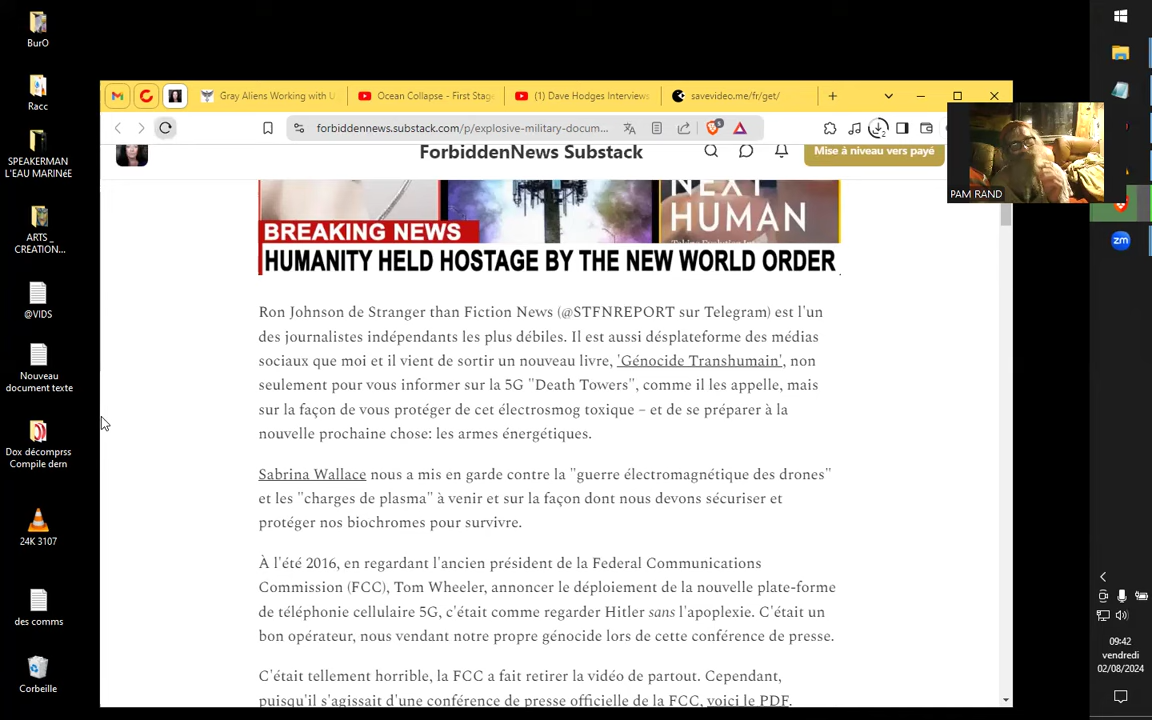 BurO
Racc
SPEAKERMAN
L'EAU MARINéE
ARTS _
CREATION...
@VIDS
Nouveau
document texte
Dox décomprss
Compile dern
24K 3107
des comms
Corbeille
Gray Aliens Working with U
Ocean Collapse - First Stage
(1) Dave Hodges Interviews
savevideo.me/fr/get/
forbiddennews.substack.com/p/explosive-military-docum...
ForbiddenNews Substack
Mise à niveau vers payé
PAM RAND
NEXT
HUMAN
BREAKING NEWS
HUMANITY HELD HOSTAGE BY THE NEW WORLD ORDER
Ron Johnson de Stranger than Fiction News (@STFNREPORT sur Telegram) est l'un
des journalistes indépendants les plus débiles. Il est aussi désplateforme des médias
sociaux que moi et il vient de sortir un nouveau livre, 'Génocide Transhumain', non
seulement pour vous informer sur la 5G "Death Towers", comme il les appelle, mais
sur la façon de vous protéger de cet électrosmog toxique – et de se préparer à la
nouvelle prochaine chose: les armes énergétiques.
Sabrina Wallace nous a mis en garde contre la "guerre électromagnétique des drones"
et les "charges de plasma" à venir et sur la façon dont nous devons sécuriser et
protéger nos biochromes pour survivre.
À l'été 2016, en regardant l'ancien président de la Federal Communications
Commission (FCC), Tom Wheeler, annoncer le déploiement de la nouvelle plate-forme
de téléphonie cellulaire 5G, c'était comme regarder Hitler sans l'apoplexie. C'était un
bon opérateur, nous vendant notre propre génocide lors de cette conférence de presse.
C'était tellement horrible, la FCC a fait retirer la vidéo de partout. Cependant,
puisqu'il s'agissait d'une conférence de presse officielle de la FCC, voici le PDF.
zm
09:42
vendredi
02/08/2024